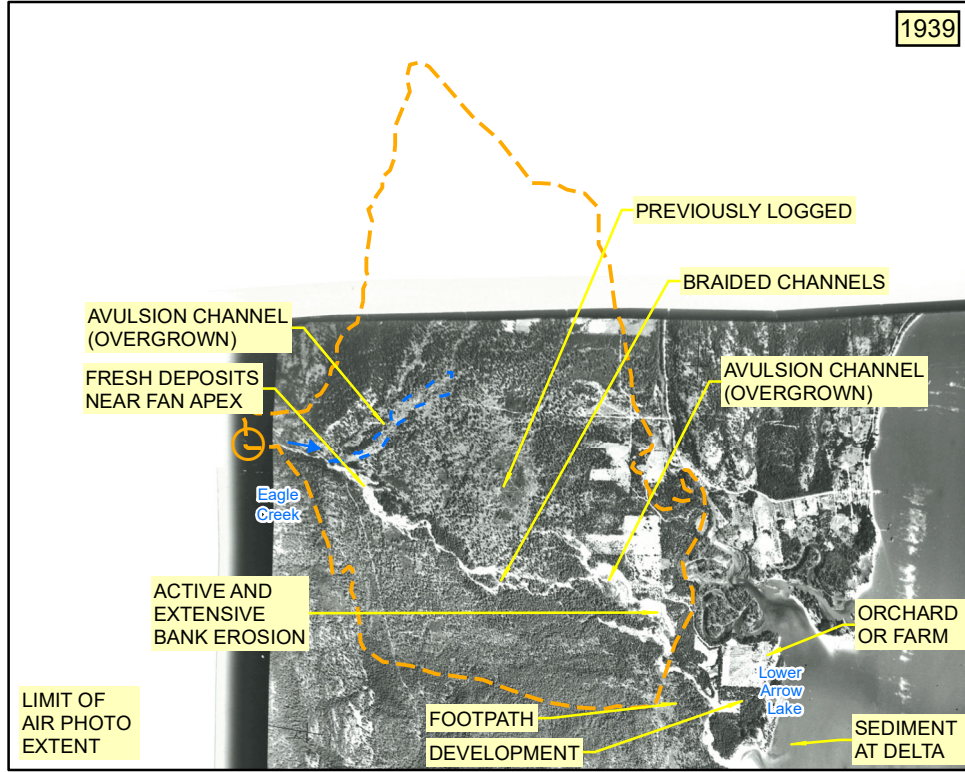 1939
PREVIOUSLY LOGGED
BRAIDED CHANNELS
AVULSION CHANNEL
(OVERGROWN)
FRESH DEPOSITS
NEAR FAN APEX
AVULSION CHANNEL
(OVERGROWN)
Eagle
Creek
ACTIVE AND
EXTENSIVE
BANK EROSION
ORCHARD
OR FARM
Lower
Arrow
Lake
LIMIT OF
AIR PHOTO
EXTENT
FOOTPATH
DEVELOPMENT
SEDIMENT
AT DELTA